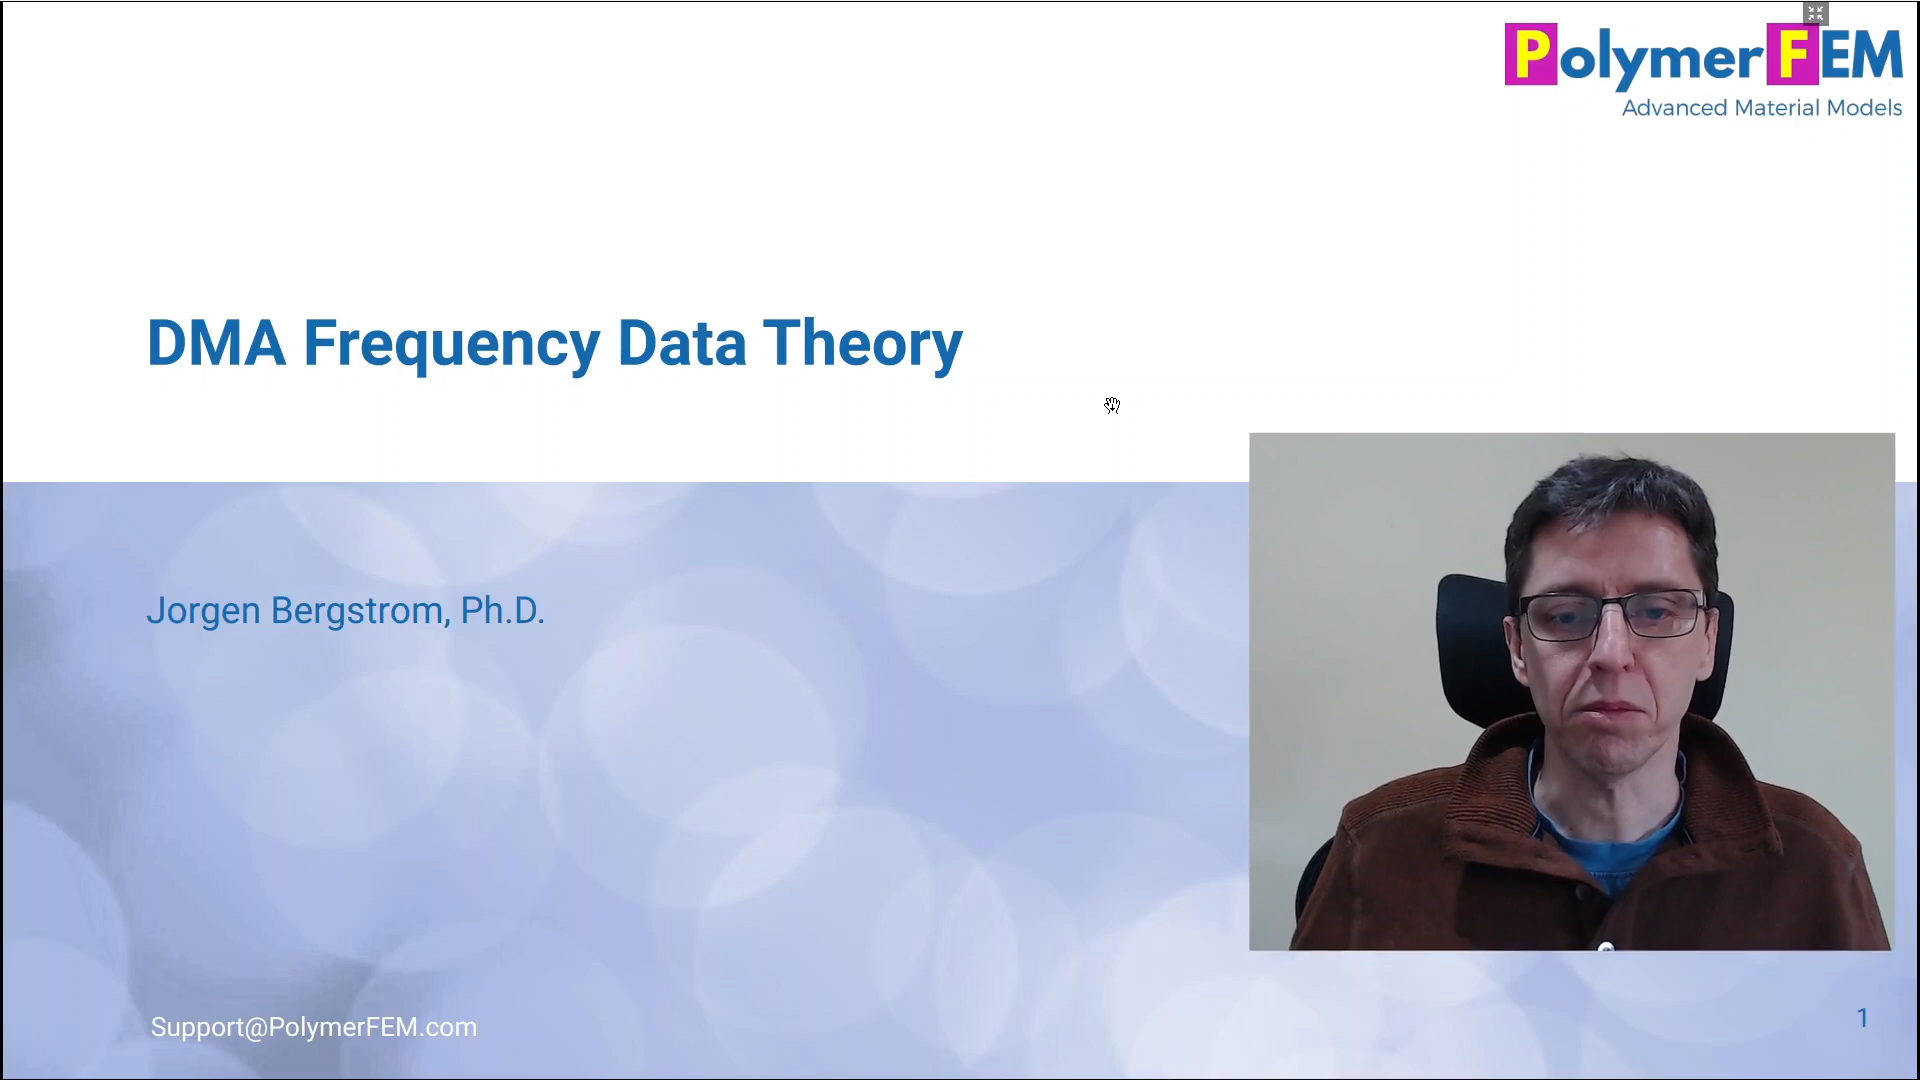 PolymerFEM
Advanced Material Models
DMA Frequency Data Theory
Jorgen Bergstrom, Ph.D.
Support@PolymerFEM.com
1